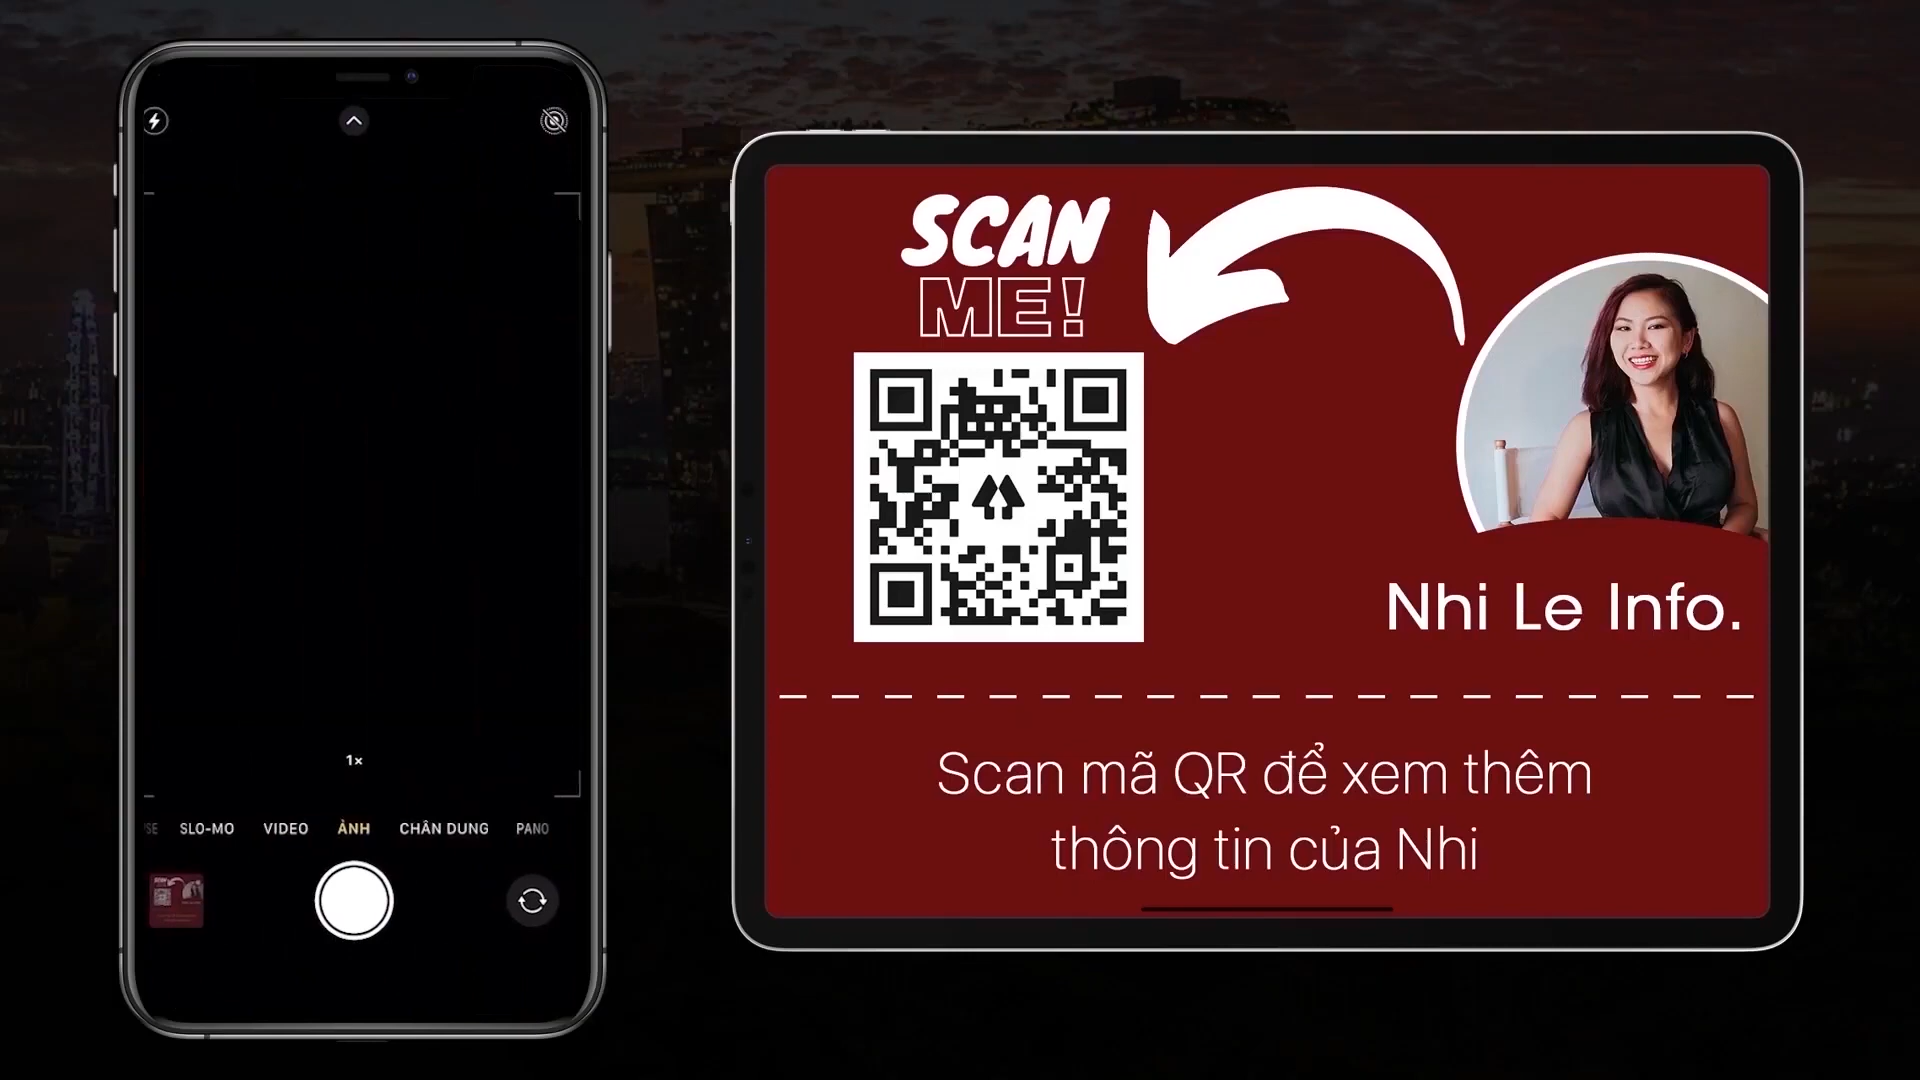 1×
SLO-MO VIDEO ẢNH CHÂN DUNG PANO
SCAN
ME!
Nhi Le Info.
Scan mã QR để xem thêm
thông tin của Nhi